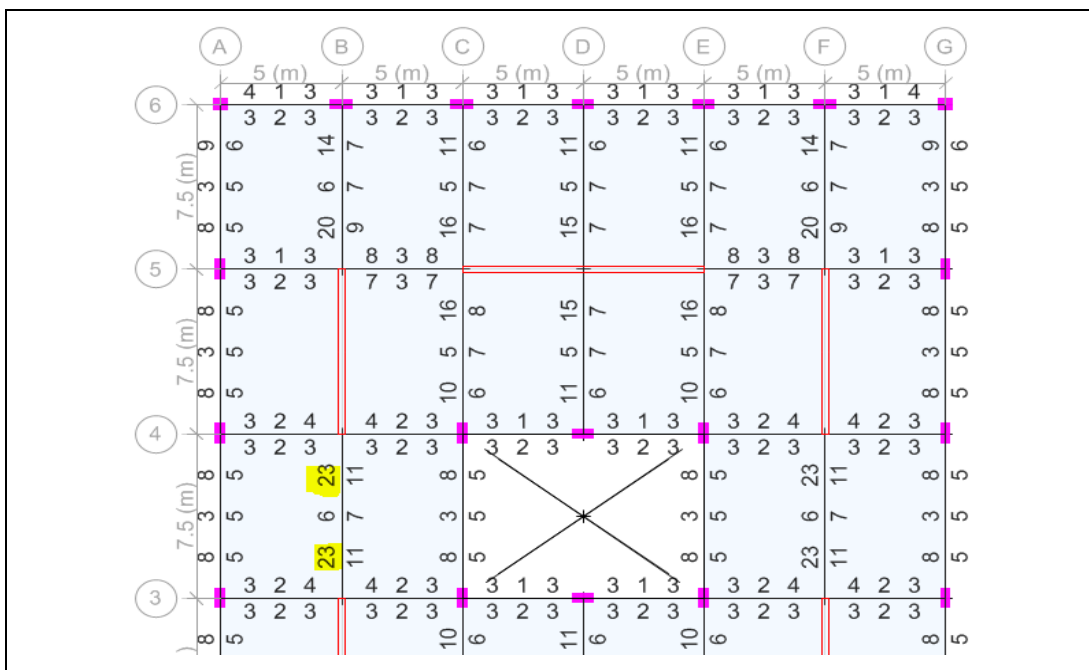 A B C D E F G
5 (m) 5 (m) 5 (m) 5 (m) 5 (m) 5 (m)
4 1 3 3 1 3 3 1 3 3 1 3 3 1 3 3 1 4
6
3 2 3 3 2 3 3 2 3 3 2 3 3 2 3 3 2 3
9 6 14 7 11 6 11 6 11 6 14 7 9 6
7.5 (m) 3 5 6 7 5 7 5 7 5 7 6 7 3 5
8 5 20 9 16 7 15 7 16 7 20 9 8 5
3 1 3 8 3 8 8 3 8 3 1 3
5
3 2 3 7 3 7 7 3 7 3 2 3
8 5 16 8 15 7 16 8 8 5
7.5 (m) 3 5 5 7 5 7 5 7 3 5
8 5 10 6 11 6 10 6 8 5
3 2 4 4 2 3 3 1 3 3 1 3 3 2 4 4 2 3
4
3 2 3 3 2 3 3 2 3 3 2 3 3 2 3 3 2 3
8 5 23 11 8 5 8 5 23 11 8 5
7.5 (m) 3 5 6 7 3 5 3 5 6 7 3 5
8 5 23 11 8 5 8 5 23 11 8 5
3 2 4 4 2 3 3 1 3 3 1 3 3 2 4 4 2 3
3
3 2 3 3 2 3 3 2 3 3 2 3 3 2 3 3 2 3
) 8 5 10 6 11 6 10 6 8 5